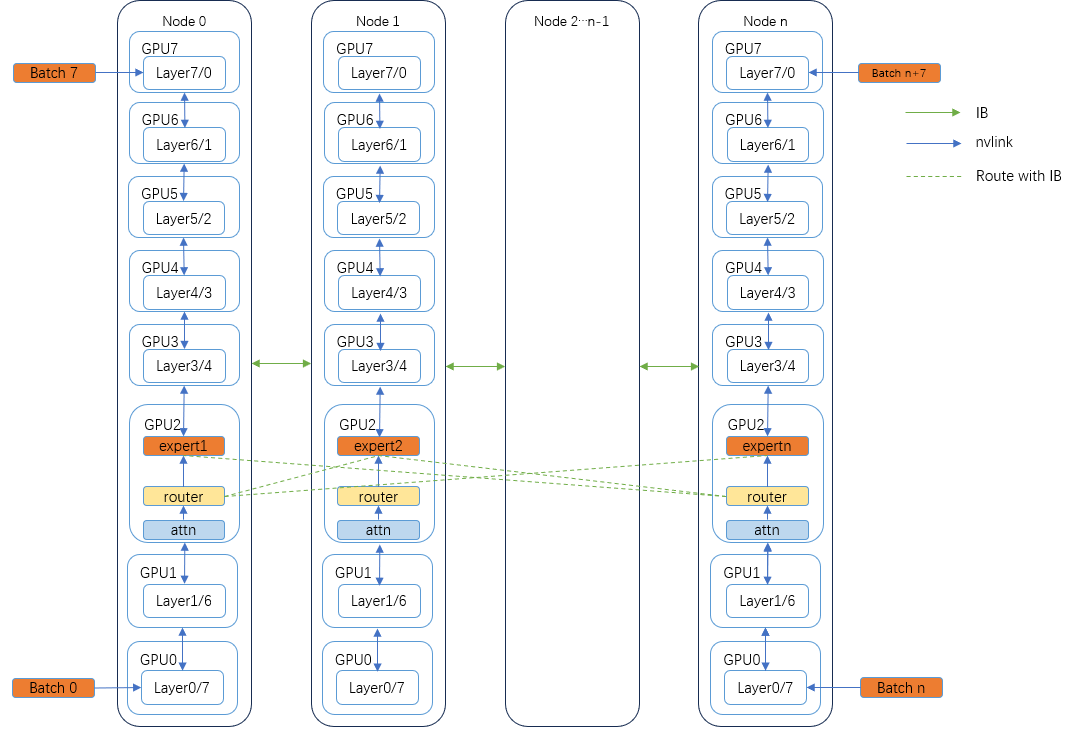 Node 0
GPU7
Layer7/0
GPU6
Layer6/1
GPU5
Layer5/2
GPU4
Layer4/3
GPU3
Layer3/4
GPU2
expert1
router
attn
GPU1
Layer1/6
GPU0
Layer0/7
Batch 7
Batch 0
Node 1
GPU7
Layer7/0
GPU6
Layer6/1
GPU5
Layer5/2
GPU4
Layer4/3
GPU3
Layer3/4
GPU2
expert2
router
attn
GPU1
Layer1/6
GPU0
Layer0/7
Node 2···n-1
Node n
GPU7
Layer7/0
GPU6
Layer6/1
GPU5
Layer5/2
GPU4
Layer4/3
GPU3
Layer3/4
GPU2
expertn
router
attn
GPU1
Layer1/6
GPU0
Layer0/7
Batch n+7
Batch n
IB
nvlink
Route with IB